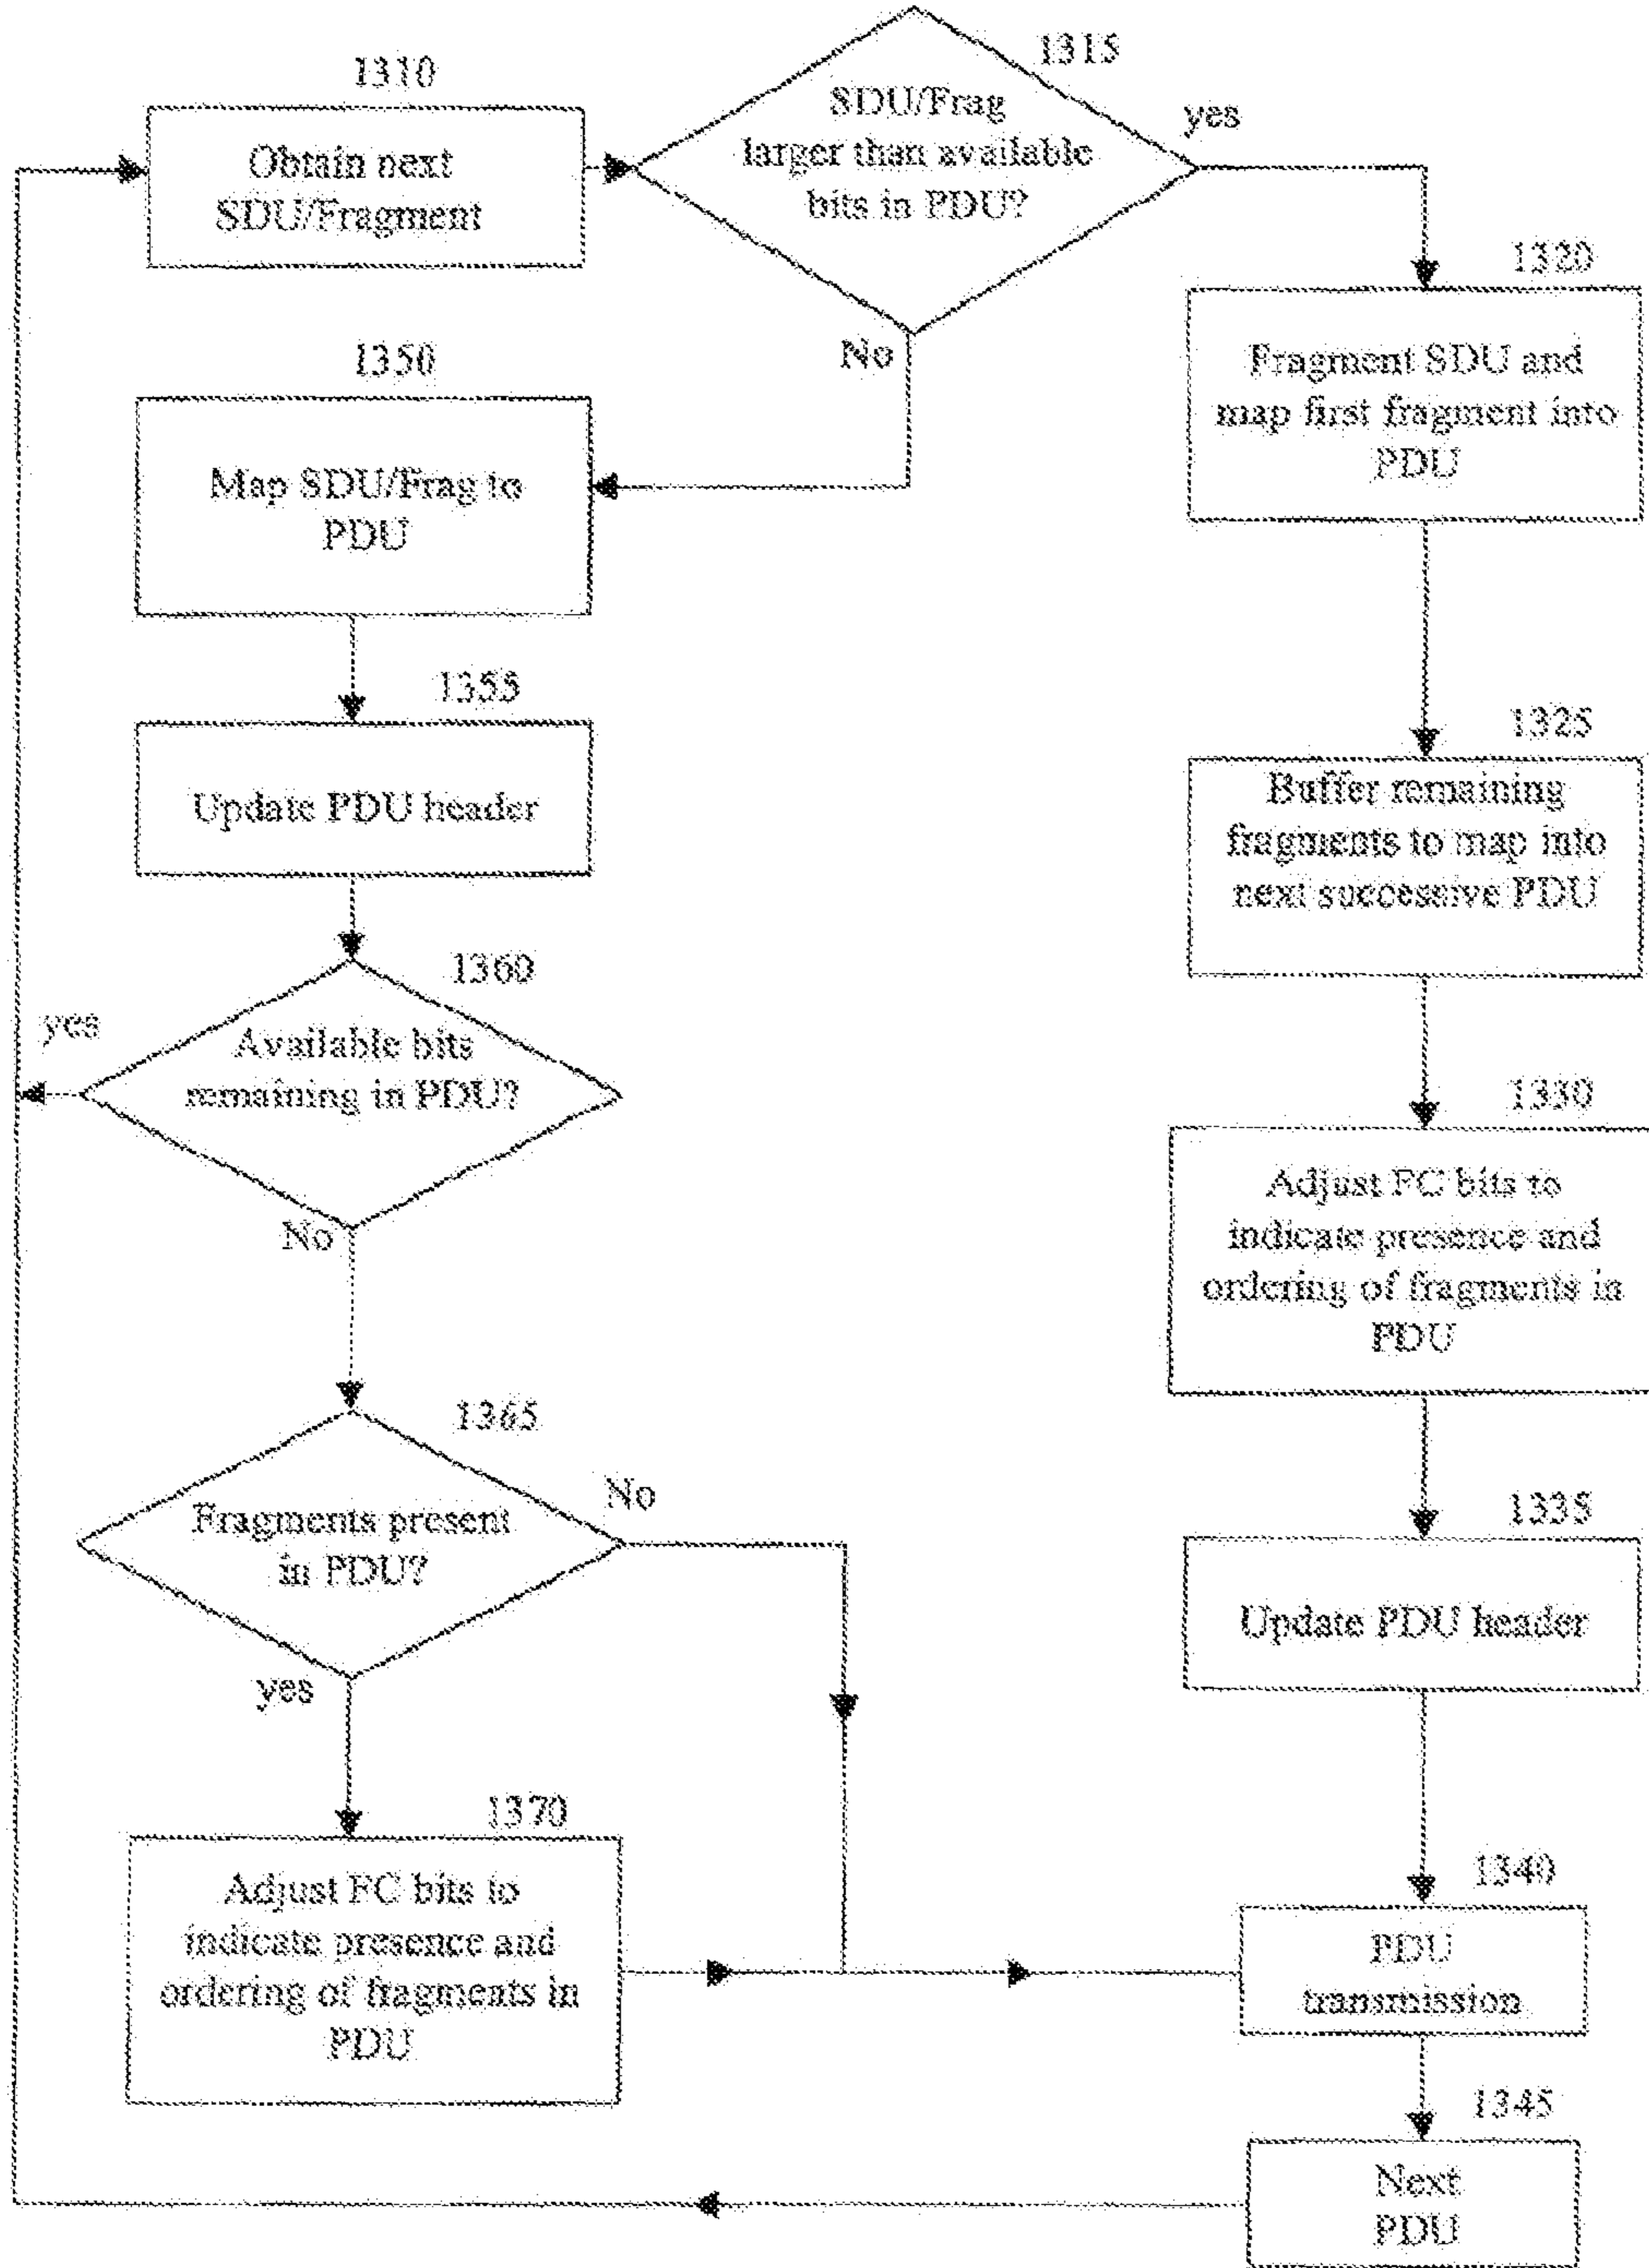 1310
Obtain next
SDU/Fragment
1315
SDU/Frag
larger than available
bits in PDU?
yes
No
1320
Fragment SDU and
map first fragment into
PDU
1325
Buffer remaining
fragments to map into
next successive PDU
1330
Adjust FC bits to
indicate presence and
ordering of fragments in
PDU
1335
Update PDU header
1340
PDU
transmission
1345
Next
PDU
1350
Map SDU/Frag to
PDU
1355
Update PDU header
1360
Available bits
remaining in PDU?
yes
No
1365
Fragments present
in PDU?
No
yes
1370
Adjust FC bits to
indicate presence and
ordering of fragments in
PDU